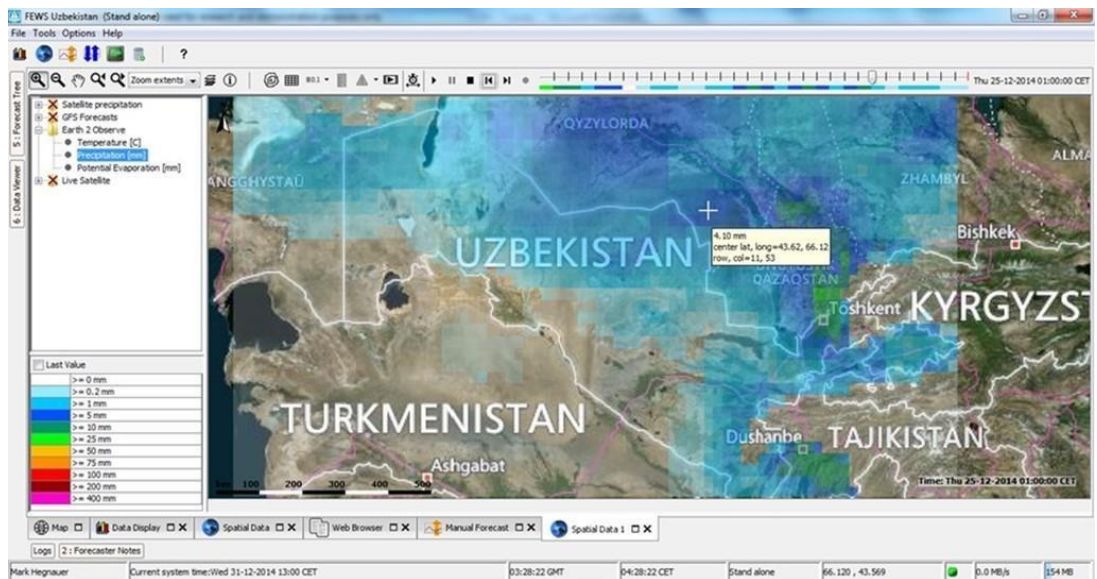 FEWS Uzbekistan (Stand alone)
File Tools Options Help
?
Zoom extents
Thu 25-12-2014 01:00:00 CET
5 : Forecast Tree
6 : Data Viewer
Satellite precipitation
GFS Forecasts
Earth 2 Observe
Temperature [C]
Precipitation [mm]
Potential Evaporation [mm]
Live Satellite
QYZYLORDA
ALMA
ANGGHYSTAŪ
ZHAMBYL
4.10 mm
center lat, long=43.62, 66.12
row, col=11, 53
Bishkek
UZBEKISTAN
QAZAQSTAN
Toshkent
KYRGYZST
TURKMENISTAN
Dushanbe
TAJIKISTAN
Ashgabat
km 100 200 300 400 500
Time: Thu 25-12-2014 01:00:00 CET
Last Value
>= 0 mm
>= 0.2 mm
>= 1 mm
>= 5 mm
>= 10 mm
>= 25 mm
>= 50 mm
>= 75 mm
>= 100 mm
>= 200 mm
>= 400 mm
Map
Data Display
Spatial Data
Web Browser
Manual Forecast
Spatial Data 1
Logs
2 : Forecaster Notes
Mark Hegnauer
Current system time:Wed 31-12-2014 13:00 CET
03:28:22 GMT
04:28:22 CET
Stand alone
66.120 , 43.569
0.0 MB/s
154 MB